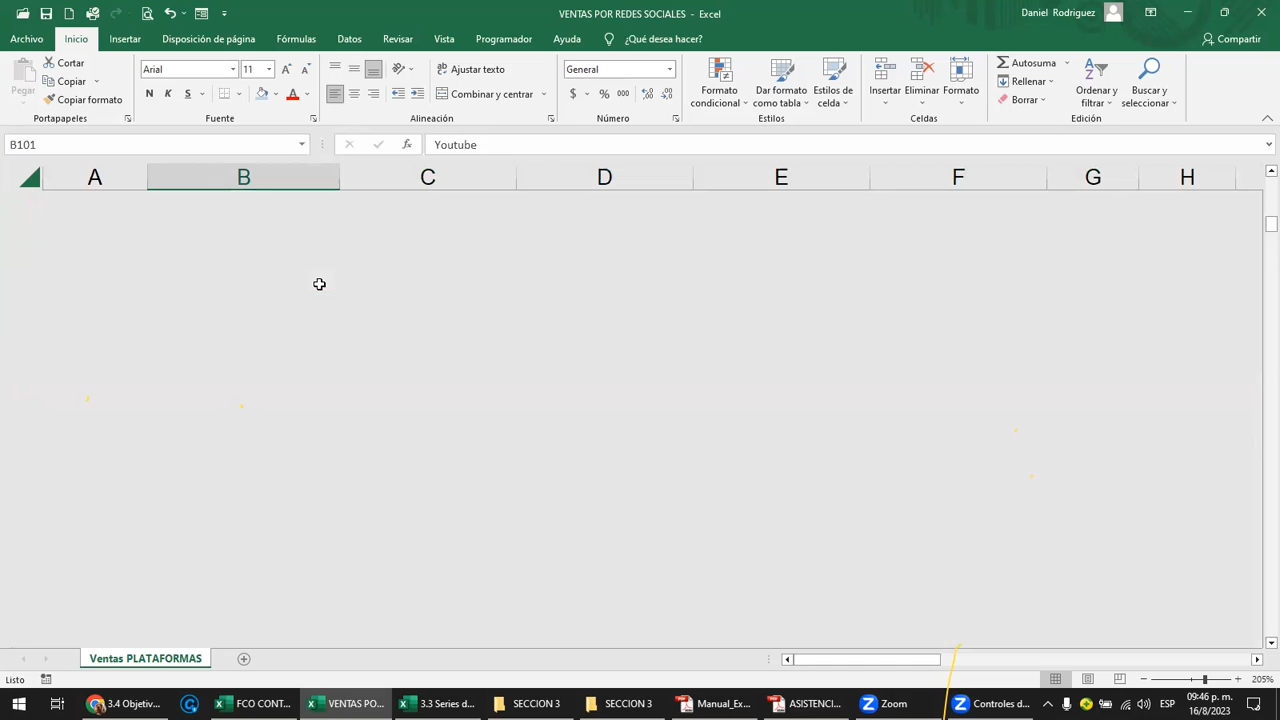 VENTAS POR REDES SOCIALES - Excel
Daniel Rodriguez
Archivo Inicio Insertar Disposición de página Fórmulas Datos Revisar Vista Programador Ayuda ¿Qué desea hacer? Compartir
Pegar
Cortar
Copiar
Copiar formato
Portapapeles
Arial 11
N K S
Fuente
Ajustar texto
Combinar y centrar
Alineación
General
$ % 000
Número
Formato condicional
Dar formato como tabla
Estilos de celda
Estilos
Insertar Eliminar Formato
Celdas
Autosuma
Rellenar
Borrar
Ordenar y filtrar
Buscar y seleccionar
Edición
B101 fx Youtube
A B C D E F G H
Ventas PLATAFORMAS
Listo 205%
3.4 Objetiv... FCO CONT... VENTAS PO... 3.3 Series d... SECCION 3 SECCION 3 Manual_Ex... ASISTENCI... Zoom Controles d... ESP
09:46 p. m.
16/8/2023